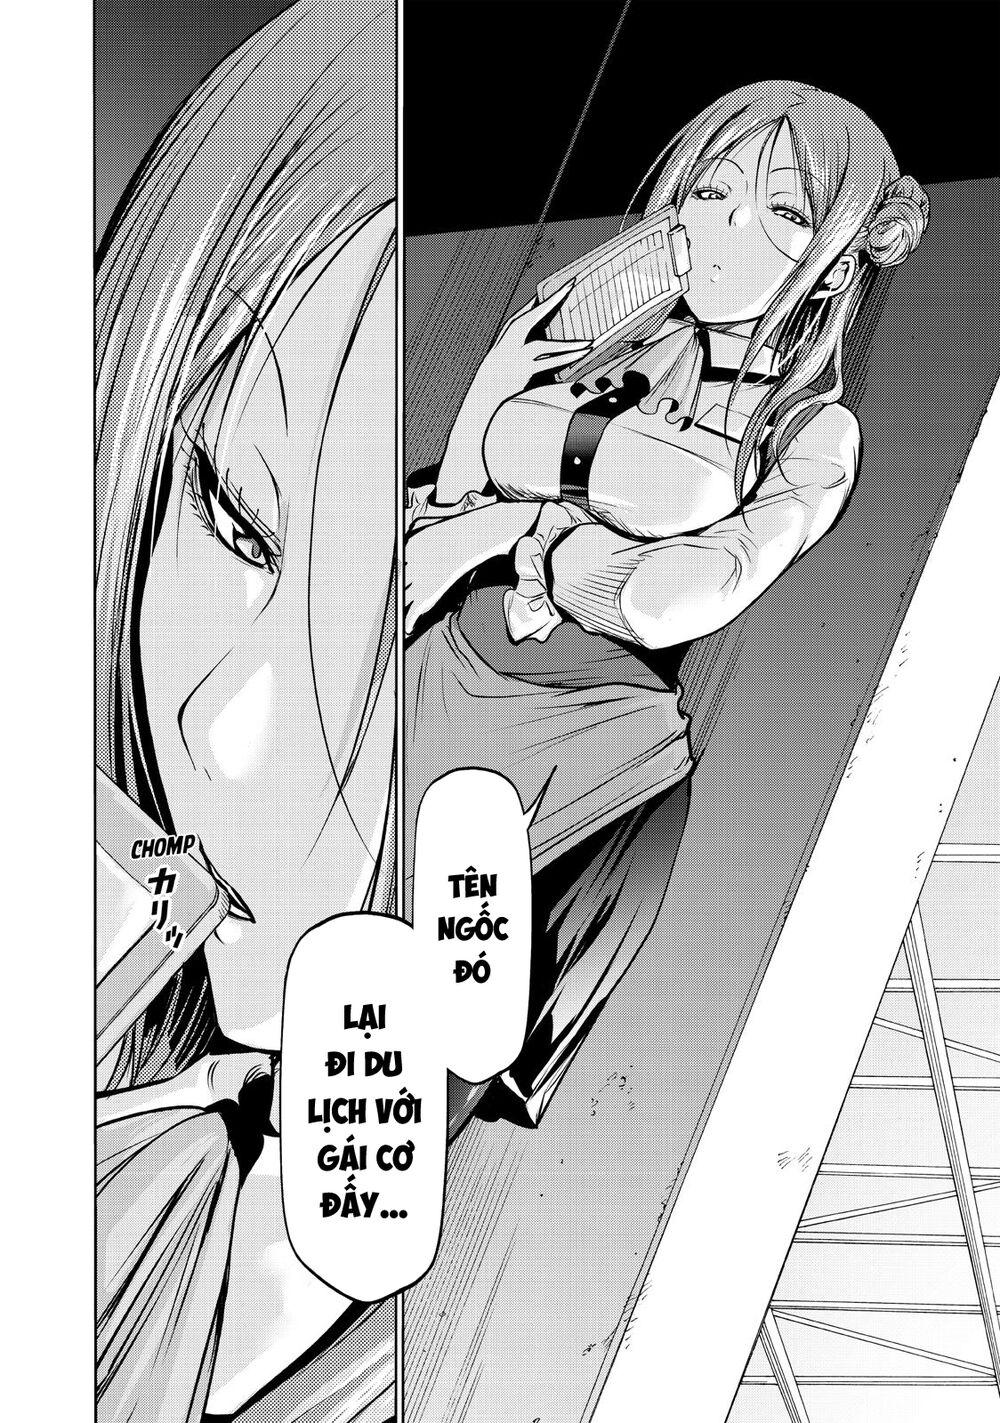 TÊN
NGỐC
ĐÓ
LẠI
ĐI DU
LỊCH VỚI
GÁI CƠ
ĐẤY...
CHOMP
カリッ